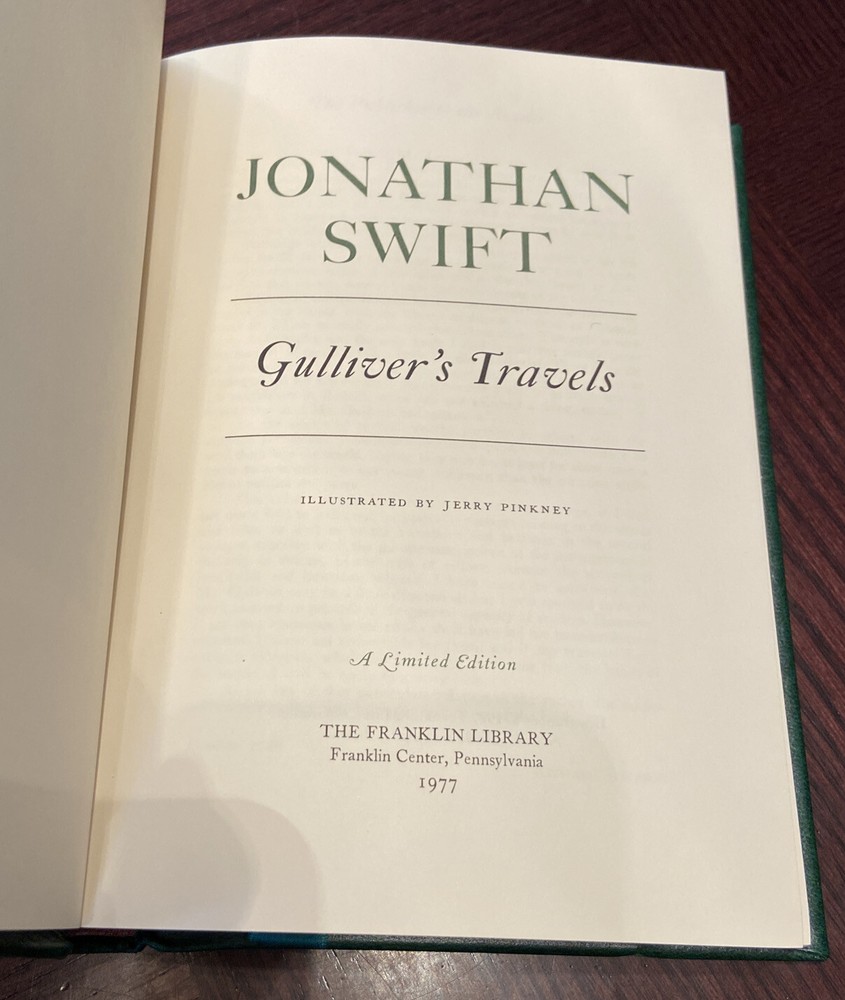 JONATHAN
SWIFT
Gulliver's Travels
ILLUSTRATED BY JERRY PINKNEY
A Limited Edition
THE FRANKLIN LIBRARY
Franklin Center, Pennsylvania
1977